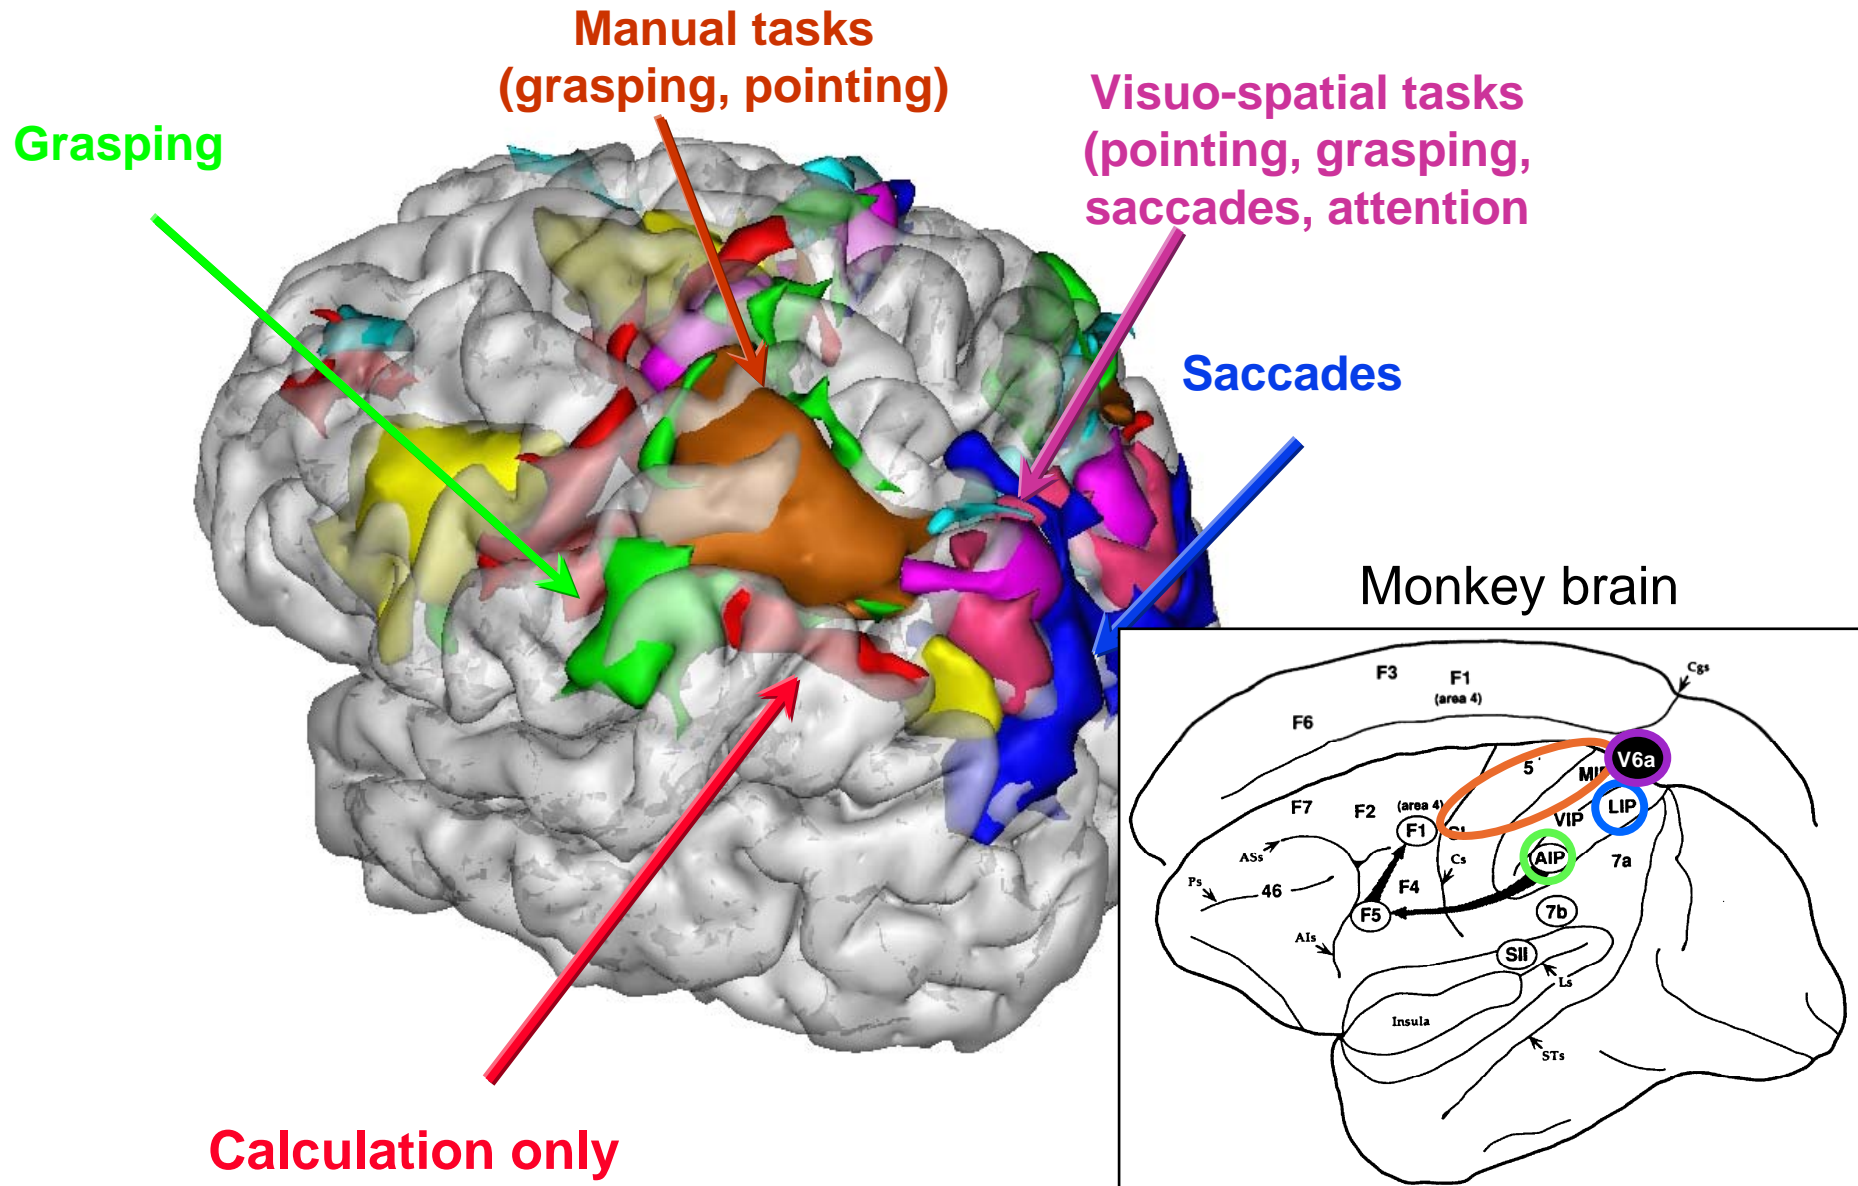 Manual tasks
(grasping, pointing)
Visuo-spatial tasks
(pointing, grasping,
saccades, attention
Grasping
Saccades
Calculation only
Monkey brain
F3
F1
(area 4)
Cgs
F6
V6a
5
F7
F2
(area 4)
F1
VIP
LIP
ASs
Cs
AIP
7a
Ps
46
F4
F5
7b
AIs
SII
Ls
Insula
STs